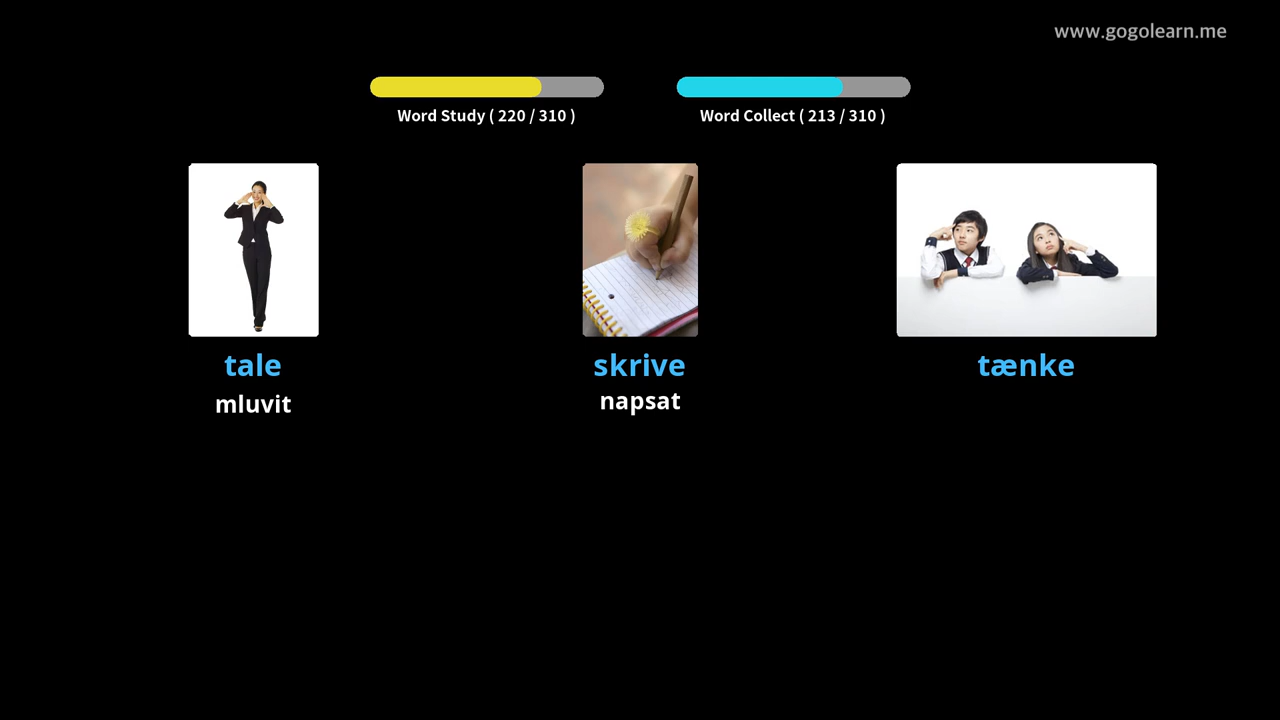 www.gogolearn.me
Word Study ( 220 / 310 )
Word Collect ( 213 / 310 )
tale
skrive
tænke
mluvit
napsat